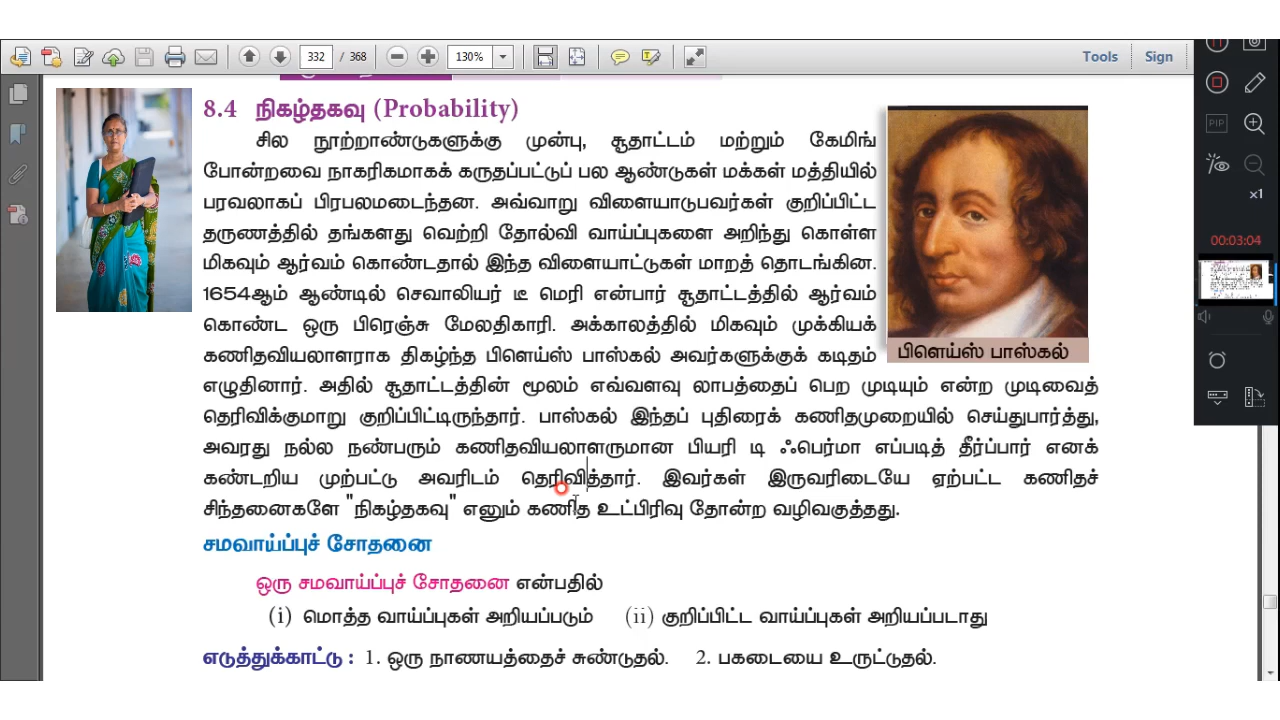 332 / 368
130%
Tools
Sign
8.4 நிகழ்தகவு (Probability)
சில நூற்றாண்டுகளுக்கு முன்பு, சூதாட்டம் மற்றும் கேமிங்
போன்றவை நாகரிகமாகக் கருதப்பட்டுப் பல ஆண்டுகள் மக்கள் மத்தியில்
பரவலாகப் பிரபலமடைந்தன. அவ்வாறு விளையாடுபவர்கள் குறிப்பிட்ட
தருணத்தில் தங்களது வெற்றி தோல்வி வாய்ப்புகளை அறிந்து கொள்ள
மிகவும் ஆர்வம் கொண்டதால் இந்த விளையாட்டுகள் மாறத் தொடங்கின.
1654ஆம் ஆண்டில் செவாலியர் டீ மெரி என்பார் சூதாட்டத்தில் ஆர்வம்
கொண்ட ஒரு பிரெஞ்சு மேலதிகாரி. அக்காலத்தில் மிகவும் முக்கியக்
கணிதவியலாளராக திகழ்ந்த பிளெய்ஸ் பாஸ்கல் அவர்களுக்குக் கடிதம்
எழுதினார். அதில் சூதாட்டத்தின் மூலம் எவ்வளவு லாபத்தைப் பெற முடியும் என்ற முடிவைத்
தெரிவிக்குமாறு குறிப்பிட்டிருந்தார். பாஸ்கல் இந்தப் புதிரைக் கணிதமுறையில் செய்துபார்த்து,
அவரது நல்ல நண்பரும் கணிதவியலாளருமான பியரி டி ஃபெர்மா எப்படித் தீர்ப்பார் எனக்
கண்டறிய முற்பட்டு அவரிடம் தெரிவித்தார். இவர்கள் இருவரிடையே ஏற்பட்ட கணிதச்
சிந்தனைகளே "நிகழ்தகவு" எனும் கணித உட்பிரிவு தோன்ற வழிவகுத்தது.
பிளெய்ஸ் பாஸ்கல்
சமவாய்ப்புச் சோதனை
ஒரு சமவாய்ப்புச் சோதனை என்பதில்
(i) மொத்த வாய்ப்புகள் அறியப்படும் (ii) குறிப்பிட்ட வாய்ப்புகள் அறியப்படாது
எடுத்துக்காட்டு : 1. ஒரு நாணயத்தைச் சுண்டுதல். 2. பகடையை உருட்டுதல்.
PIP
x1
00:03:04